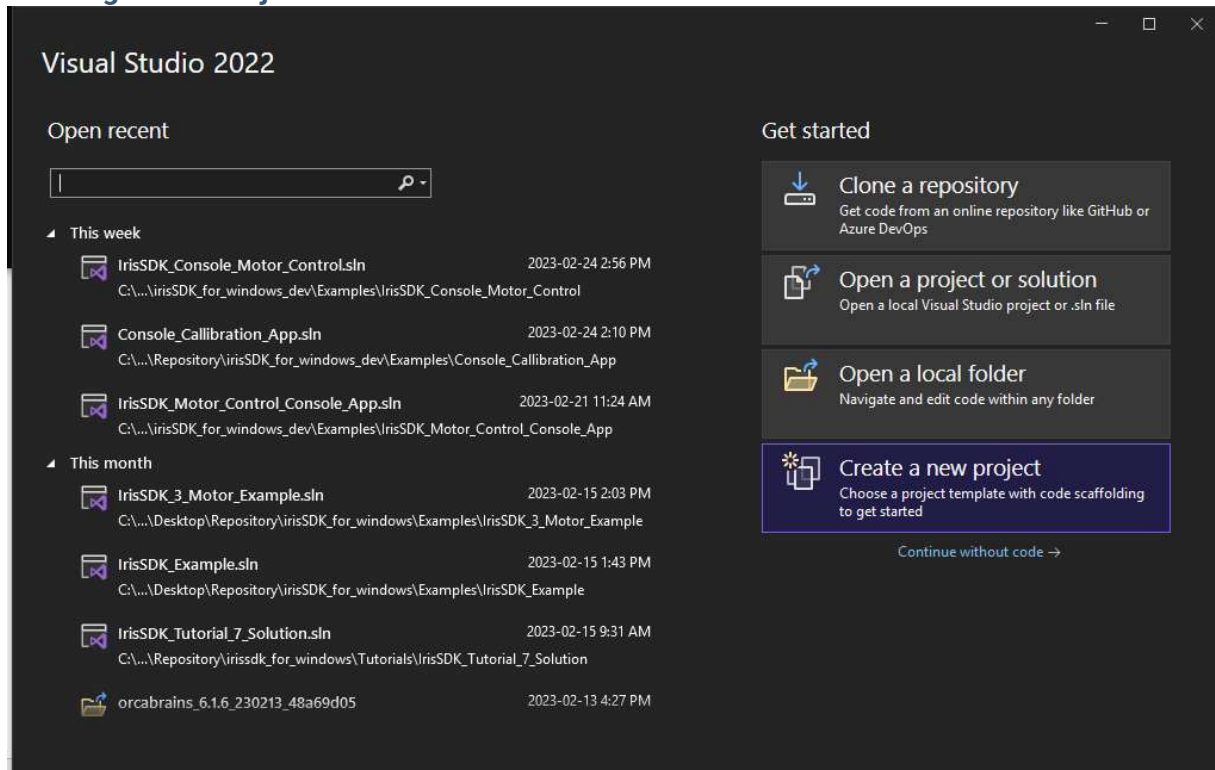 Visual Studio 2022
Open recent
This week
IrisSDK_Console_Motor_Control.sln 2023-02-24 2:56 PM
C:\...\irisSDK_for_windows_dev\Examples\IrisSDK_Console_Motor_Control
Console_Callibration_App.sln 2023-02-24 2:10 PM
C:\...\Repository\irisSDK_for_windows_dev\Examples\Console_Callibration_App
IrisSDK_Motor_Control_Console_App.sln 2023-02-21 11:24 AM
C:\...\irisSDK_for_windows_dev\Examples\IrisSDK_Motor_Control_Console_App
This month
IrisSDK_3_Motor_Example.sln 2023-02-15 2:03 PM
C:\...\Desktop\Repository\irisSDK_for_windows\Examples\IrisSDK_3_Motor_Example
IrisSDK_Example.sln 2023-02-15 1:43 PM
C:\...\Desktop\Repository\irisSDK_for_windows\Examples\IrisSDK_Example
IrisSDK_Tutorial_7_Solution.sln 2023-02-15 9:31 AM
C:\...\Repository\irissdk_for_windows\Tutorials\IrisSDK_Tutorial_7_Solution
orcabrains_6.1.6_230213_48a69d05 2023-02-13 4:27 PM
Get started
Clone a repository
Get code from an online repository like GitHub or
Azure DevOps
Open a project or solution
Open a local Visual Studio project or .sln file
Open a local folder
Navigate and edit code within any folder
Create a new project
Choose a project template with code scaffolding
to get started
Continue without code →